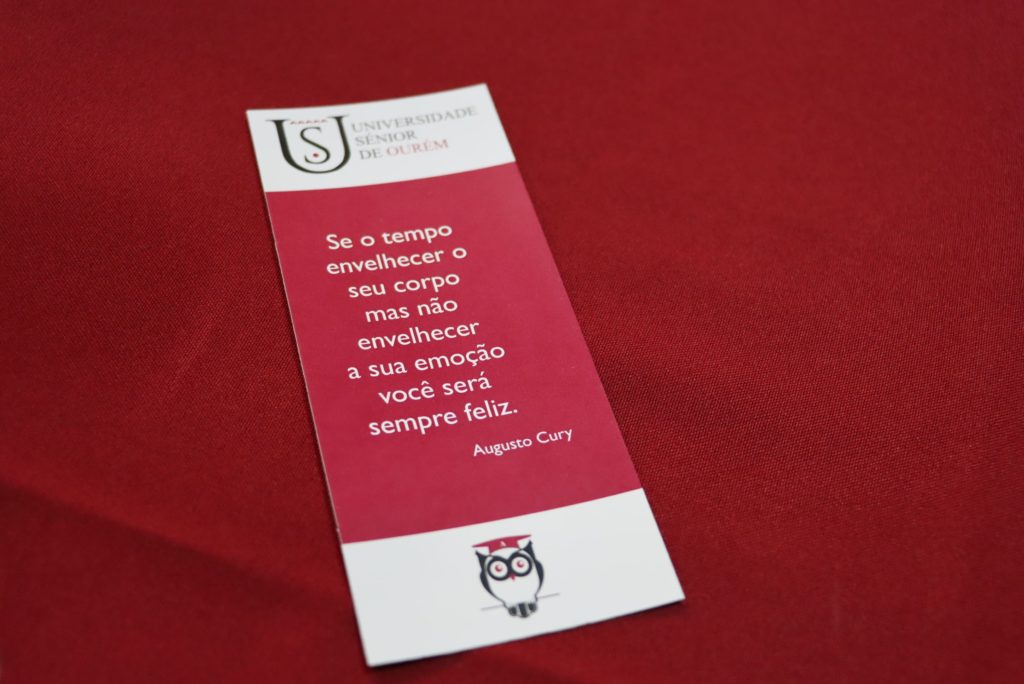 US
UNIVERSIDADE
SÉNIOR
DE OURÉM
Se o tempo
envelhecer o
seu corpo
mas não
envelhecer
a sua emoção
você será
sempre feliz.
Augusto Cury